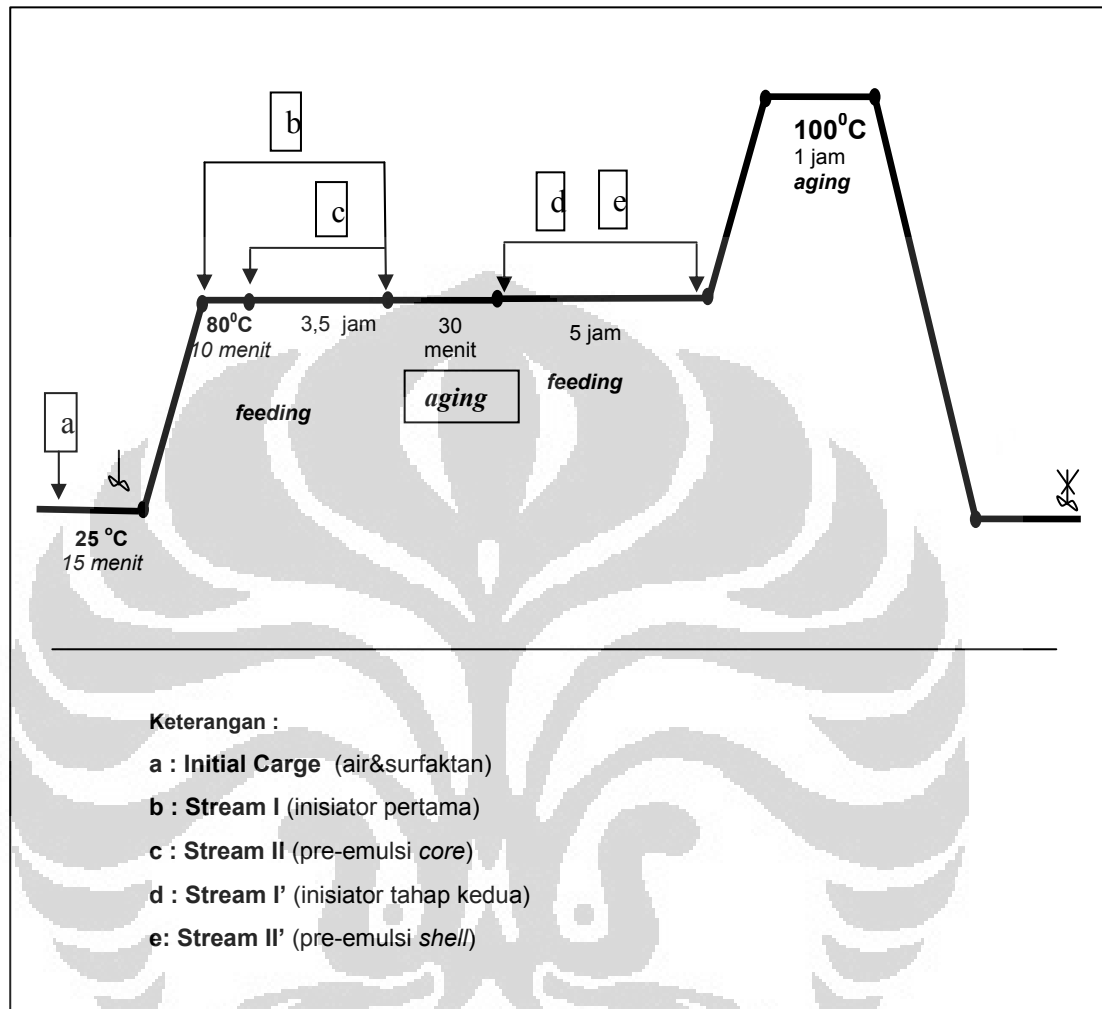 b
c
d
e
100⁰C
1 jam
aging
80⁰C
10 menit
3,5 jam
30
menit
5 jam
feeding
aging
feeding
a
25 ᵒC
15 menit
Keterangan :
a : Initial Carge (air&surfaktan)
b : Stream I (inisiator pertama)
c : Stream II (pre-emulsi core)
d : Stream I’ (inisiator tahap kedua)
e: Stream II’ (pre-emulsi shell)